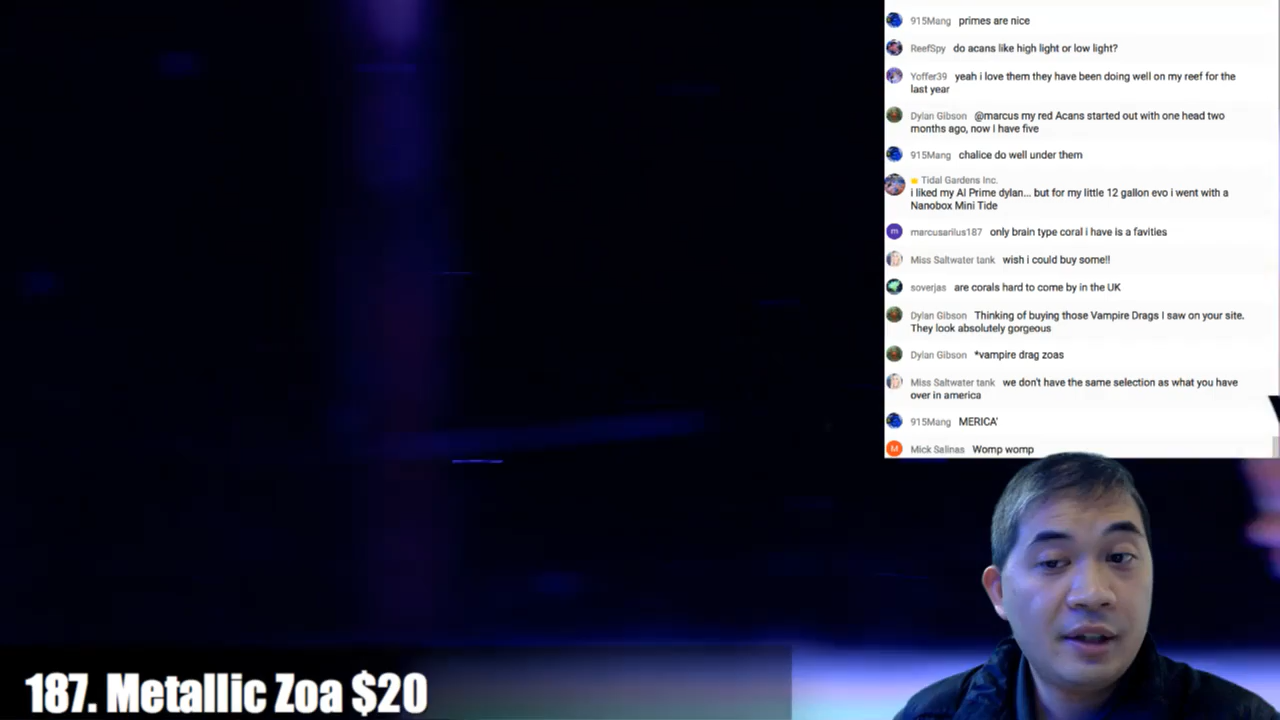 915Mang primes are nice
ReefSpy do acans like high light or low light?
Yoffer39 yeah i love them they have been doing well on my reef for the
last year
Dylan Gibson @marcus my red Acans started out with one head two
months ago, now I have five
915Mang chalice do well under them
Tidal Gardens Inc.
i liked my AI Prime dylan... but for my little 12 gallon evo i went with a
Nanobox Mini Tide
m marcusarilus187 only brain type coral i have is a favities
Miss Saltwater tank wish i could buy some!!
soverjas are corals hard to come by in the UK
Dylan Gibson Thinking of buying those Vampire Drags I saw on your site.
They look absolutely gorgeous
Dylan Gibson *vampire drag zoas
Miss Saltwater tank we don't have the same selection as what you have
over in america
915Mang MERICA'
M Mick Salinas Womp womp
187. Metallic Zoa $20